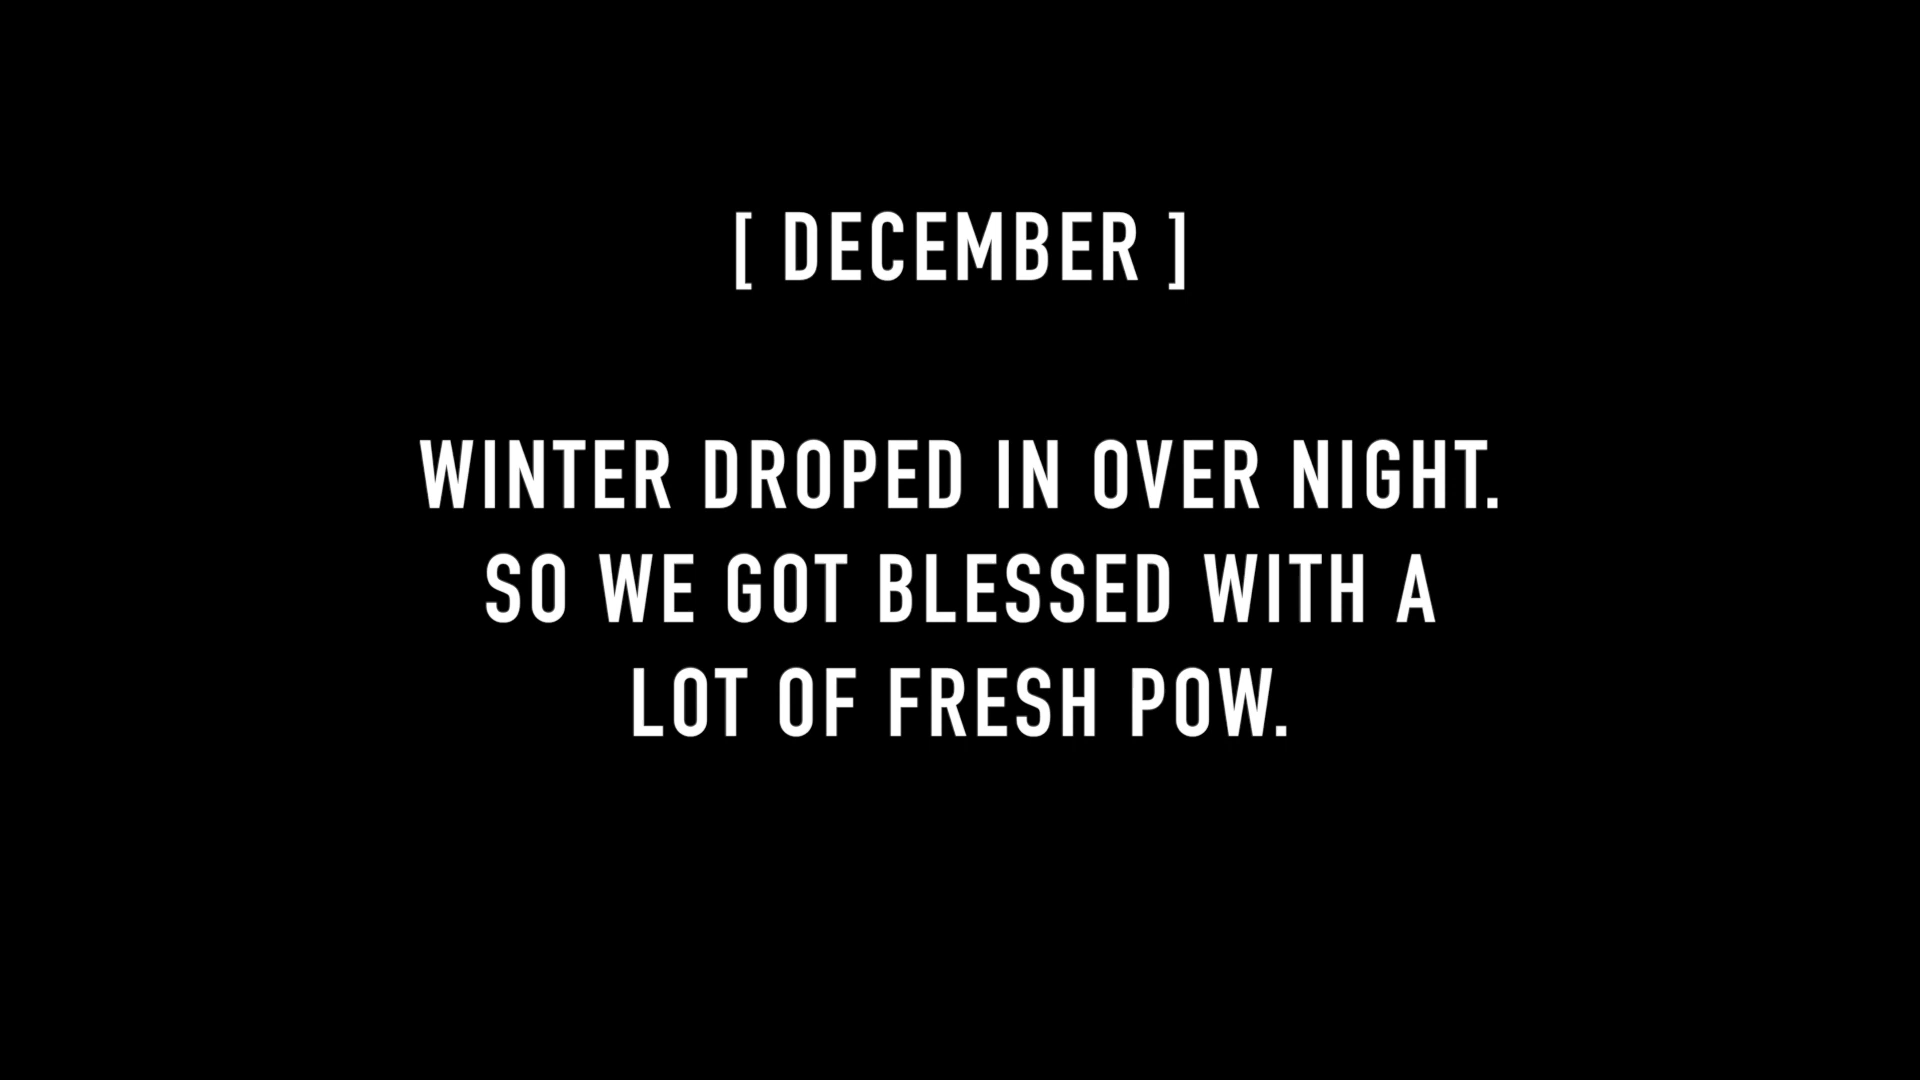 [ DECEMBER ]
WINTER DROPED IN OVER NIGHT.
SO WE GOT BLESSED WITH A
LOT OF FRESH POW.